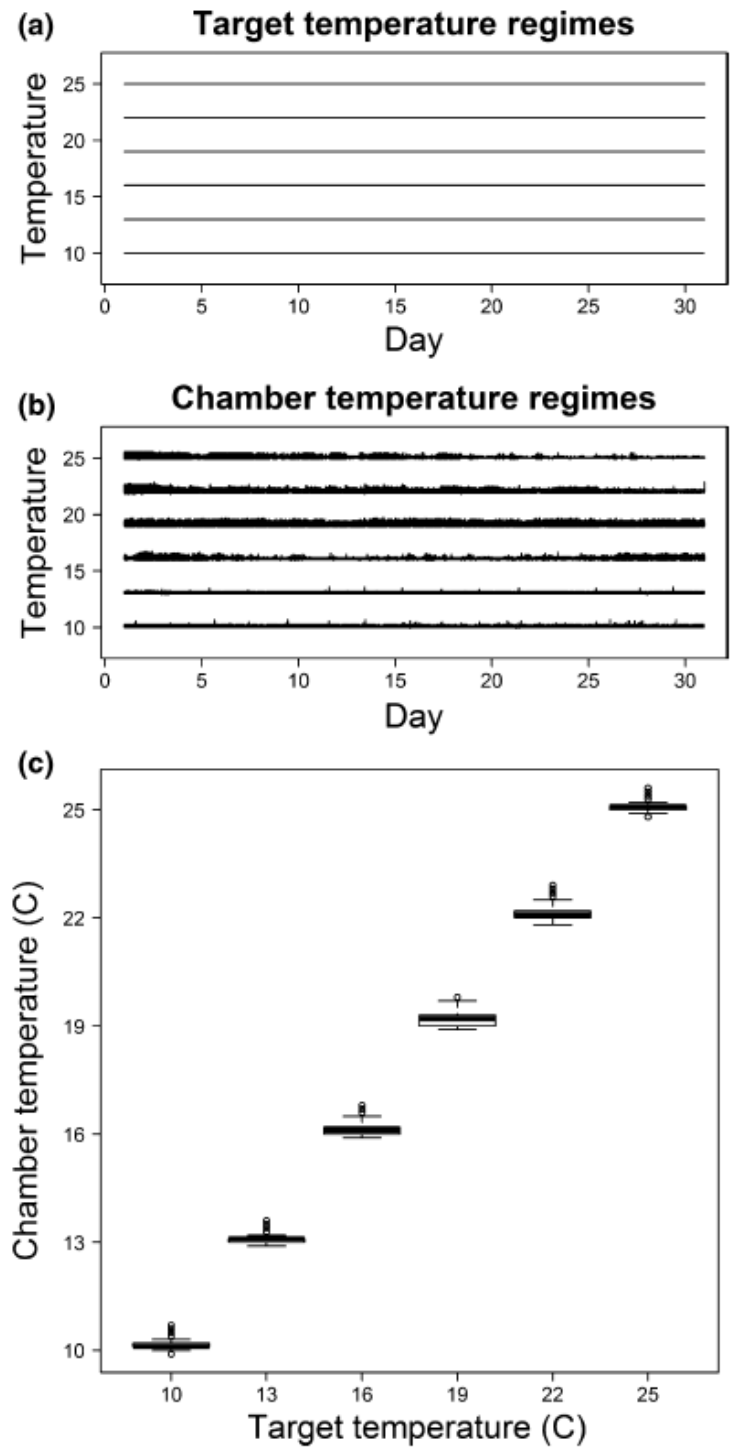 (a) Target temperature regimes
Temperature
25
20
15
10
0 5 10 15 20 25 30
Day
(b) Chamber temperature regimes
Temperature
25
20
15
10
0 5 10 15 20 25 30
Day
(c)
Chamber temperature (C)
25
22
19
16
13
10
10 13 16 19 22 25
Target temperature (C)